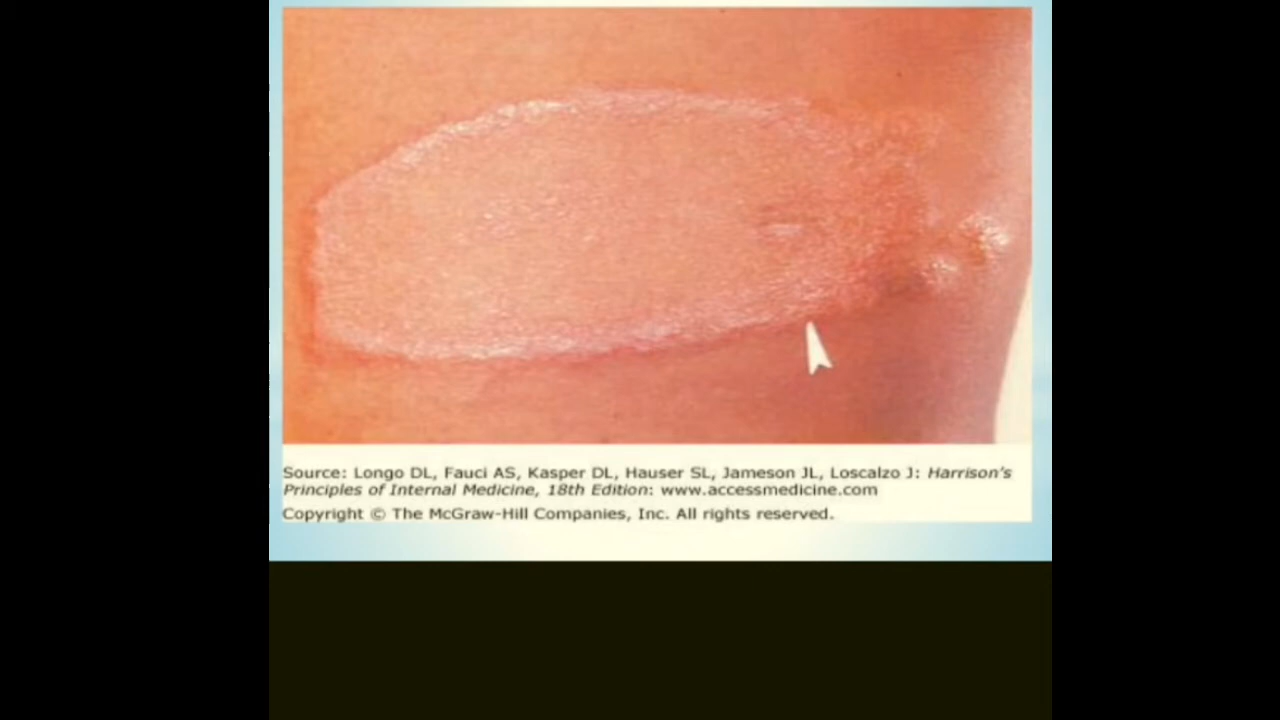 Source: Longo DL, Fauci AS, Kasper DL, Hauser SL, Jameson JL, Loscalzo J: Harrison's
Principles of Internal Medicine, 18th Edition: www.accessmedicine.com
Copyright © The McGraw-Hill Companies, Inc. All rights reserved.